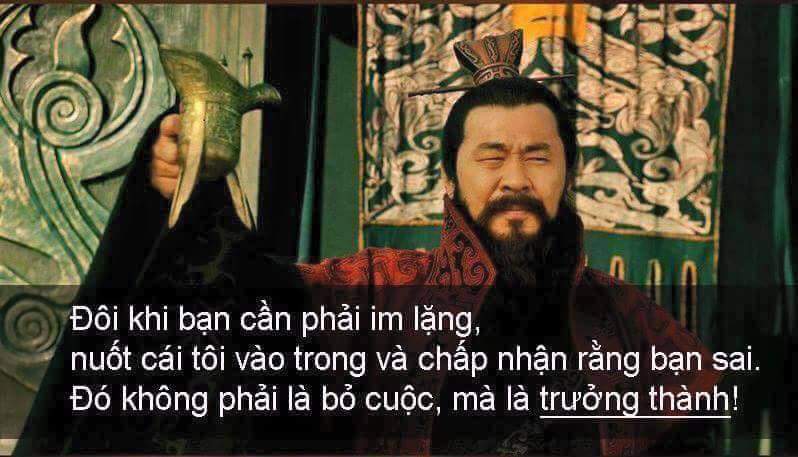 Đôi khi bạn cần phải im lặng,
nuốt cái tôi vào trong và chấp nhận rằng bạn sai.
Đó không phải là bỏ cuộc, mà là trưởng thành!